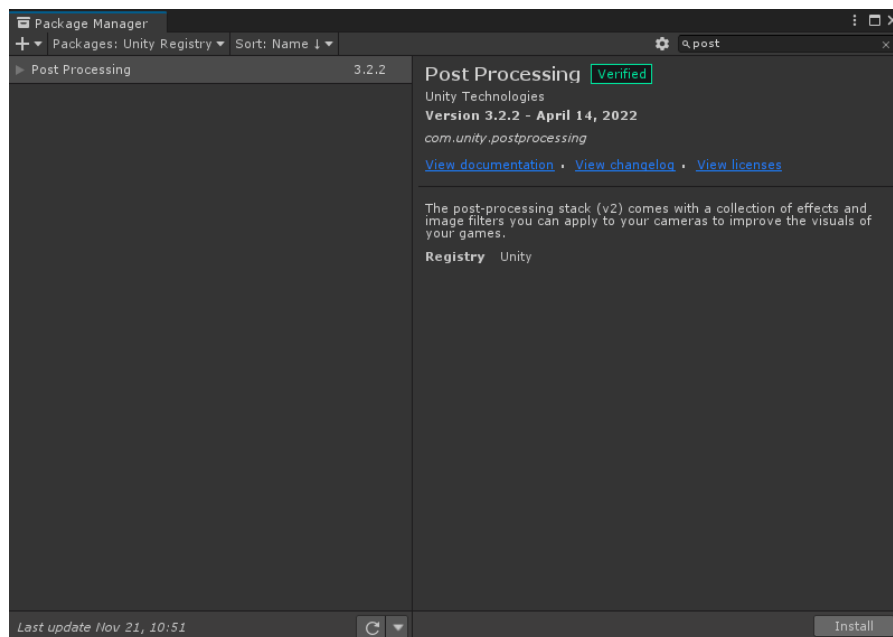 Package Manager
Packages: Unity Registry Sort: Name ↓ post
Post Processing 3.2.2
Post Processing Verified
Unity Technologies
Version 3.2.2 - April 14, 2022
com.unity.postprocessing
View documentation • View changelog • View licenses
The post-processing stack (v2) comes with a collection of effects and
image filters you can apply to your cameras to improve the visuals of
your games.
Registry Unity
Last update Nov 21, 10:51
Install